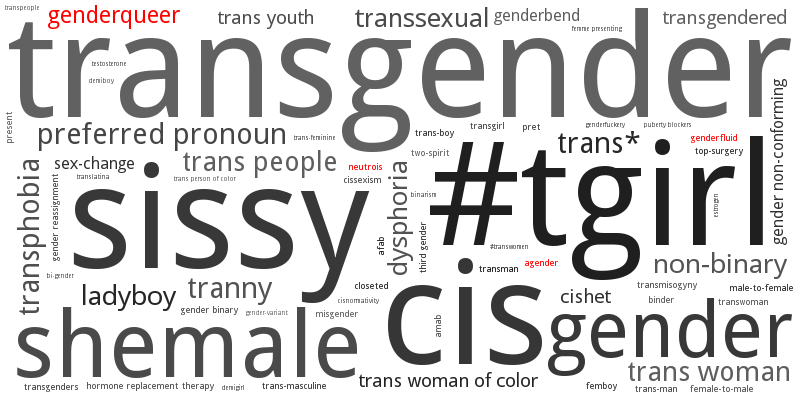 transpeople
genderqueer
trans youth
transsexual
genderbend
transgendered
femme presenting
transgender
testosterone
demiboy
present
preferred pronoun
trans-feminine
trans-boy
transgirl
pret
genderfuckery
puberty blockers
trans*
genderfluid
top-surgery
gender non-conforming
sex-change
trans people
neutrois
two-spirit
#tgirl
transphobia
gender reassignment
translatina
trans person of color
cissexism
sissy
dysphoria
binarism
estrogen
afab
third gender
#transwomen
agender
transman
non-binary
bi-gender
ladyboy
tranny
closeted
cisnormativity
cis
cishet
transmisogyny
male-to-female
binder
transwoman
gender binary
gender-variant
misgender
amab
shemale
gender
trans woman
transgenders
hormone replacement therapy
demigirl
trans-masculine
trans woman of color
femboy
trans-man
female-to-male